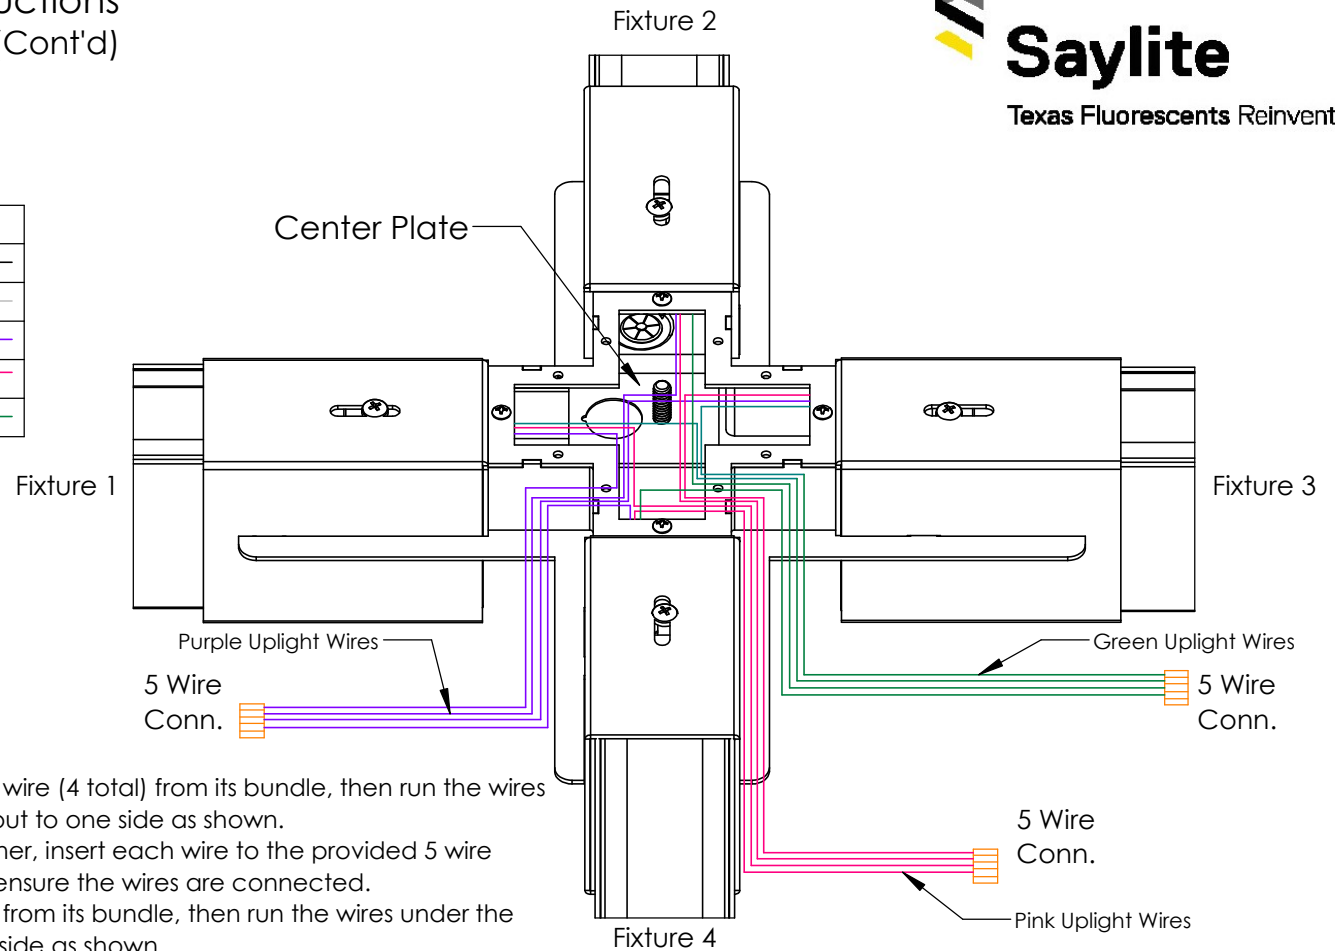 (Cont'd)
Fixture 2
Saylite
Texas Fluorescents Reinvent
Center Plate
Fixture 1
Fixture 3
Purple Uplight Wires
Green Uplight Wires
5 Wire
Conn.
5 Wire
Conn.
wire (4 total) from its bundle, then run the wires
out to one side as shown.
insert each wire to the provided 5 wire
ensure the wires are connected.
from its bundle, then run the wires under the
side as shown
5 Wire
Conn.
Pink Uplight Wires
Fixture 4